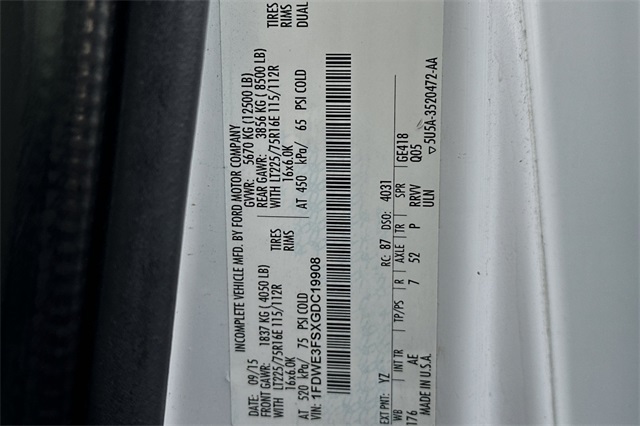 INCOMPLETE VEHICLE MFD. BY FORD MOTOR COMPANY
DATE: 09/15 GVWR: 5670 KG (12500 LB)
FRONT GAWR: 1837 KG (4050 LB) REAR GAWR: 3856 KG (8500 LB)
WITH LT225/75R16E 115/112R TIRES WITH LT225/75R16E 115/112R TIRES
16x6.0K RIMS 16x6.0K RIMS
AT 520 kPa/ 75 PSI COLD AT 450 kPa/ 65 PSI COLD DUAL
VIN: 1FDWE3FSXGDC19908
EXT PNT: YZ RC: 87 DSO: 4031
WB INT TR TP/PS R AXLE TR SPR GE418
176 AE 7 52 P RRVV Q05
MADE IN U.S.A. ULN ▽5U5A-3520472-AA